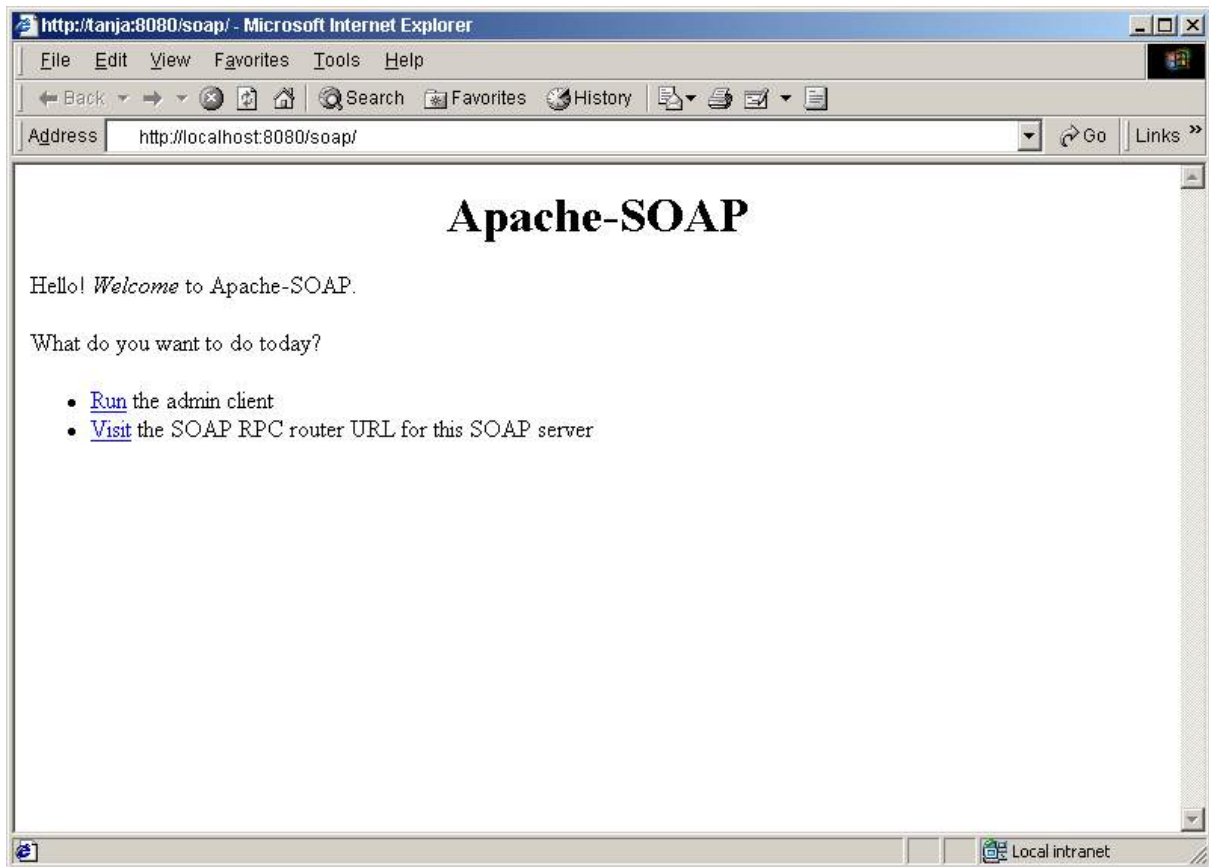 http://tanja:8080/soap/ - Microsoft Internet Explorer
File Edit View Favorites Tools Help
Back Search Favorites History
Address http://localhost:8080/soap/ Go Links »
Apache-SOAP
Hello! Welcome to Apache-SOAP.
What do you want to do today?
• Run the admin client
• Visit the SOAP RPC router URL for this SOAP server
Local intranet